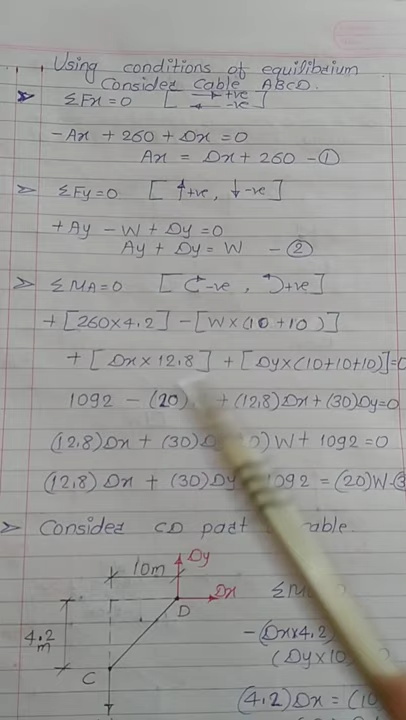 Using conditions of equilibrium
Consider Cable ABCD.
➤ ΣFx=0 [ → +ve ← -ve ]
-Ax + 260 + Dx = 0
Ax = Dx + 260 - ①
➤ ΣFy=0 [ ↑+ve, ↓-ve ]
+Ay - W + Dy = 0
Ay + Dy = W - ②
➤ ΣMA=0 [ ↻-ve, ↺+ve ]
+ [260×4.2] - [W×(10+10)]
+ [Dx×12.8] + [Dy×(10+10+10)]=0
1092 - (20) + (12.8)Dx + (30)Dy=0
(12.8)Dx + (30)D )W + 1092 = 0
(12.8) Dx + (30)Dy 1092 = (20)W-③
➤ Consider CD part cable.
Dy
10m
Dx
D
4.2
m
C
ΣM
-(Dx×4.2)
(Dy×10 0
(4.2)Dx = (10